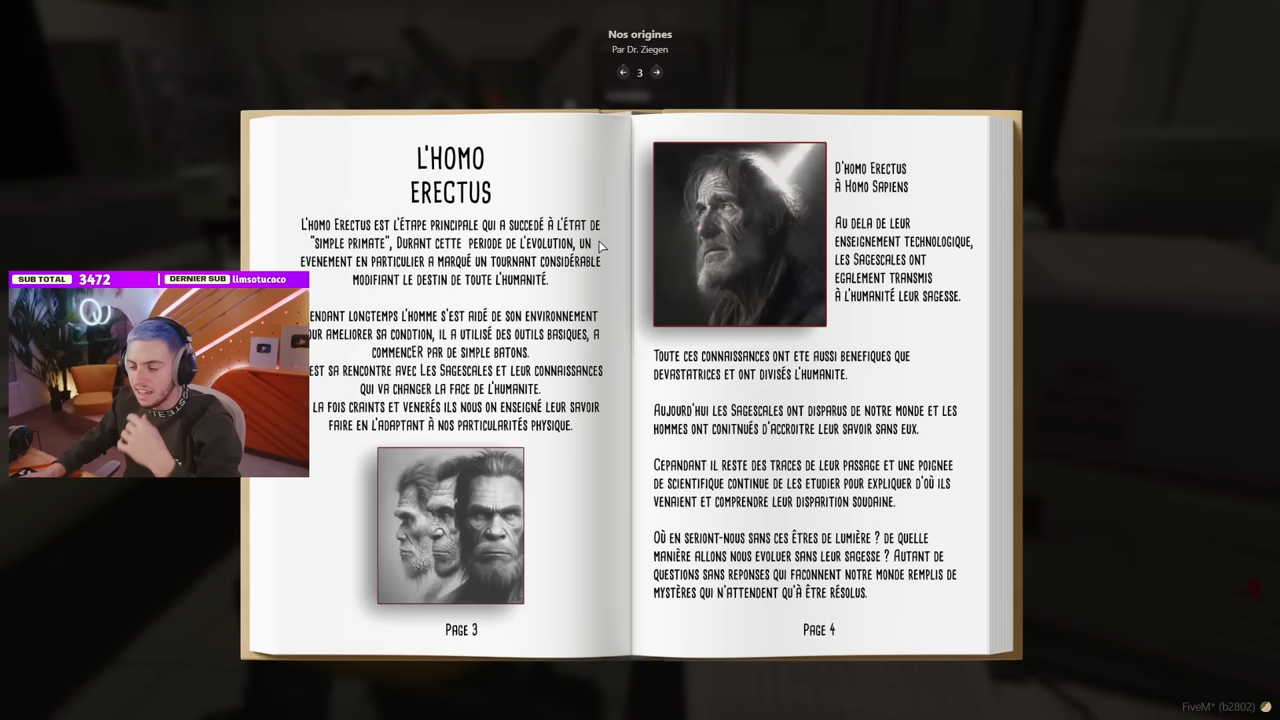 Nos origines
Par Dr. Ziegen
3
L'HOMO
ERECTUS
L'HOMO ERECTUS EST L'ÉTAPE PRINCIPALE QUI A SUCCEDÉ À L'ÉTAT DE
"SIMPLE PRIMATE", DURANT CETTE PERIODE DE L'EVOLUTION, UN
EVENEMENT EN PARTICULIER A MARQUÉ UN TOURNANT CONSIDÉRABLE
MODIFIANT LE DESTIN DE TOUTE L'HUMANITÉ.
ENDANT LONGTEMPS L'HOMME S'EST AIDÉ DE SON ENVIRONNEMENT
UR AMELIORER SA CONDTION, IL A UTILISÉ DES OUTILS BASIQUES, A
COMMENCER PAR DE SIMPLE BATONS.
EST SA RENCONTRE AVEC LES SAGESCALES ET LEUR CONNAISSANCES
QUI VA CHANGER LA FACE DE L'HUMANITE.
LA FOIS CRAINTS ET VENERÉS ILS NOUS ON ENSEIGNÉ LEUR SAVOIR
FAIRE EN L'ADAPTANT À NOS PARTICULARITÉS PHYSIQUE.
PAGE 3
D'HOMO ERECTUS
À HOMO SAPIENS
AU DELA DE LEUR
ENSEIGNEMENT TECHNOLOGIQUE,
LES SAGESCALES ONT
EGALEMENT TRANSMIS
À L'HUMANITÉ LEUR SAGESSE.
TOUTE CES CONNAISSANCES ONT ETE AUSSI BENEFIQUES QUE
DEVASTATRICES ET ONT DIVISÉS L'HUMANITE.
AUJOURD'HUI LES SAGESCALES ONT DISPARUS DE NOTRE MONDE ET LES
HOMMES ONT CONITNUÉS D'ACCROITRE LEUR SAVOIR SANS EUX.
CEPANDANT IL RESTE DES TRACES DE LEUR PASSAGE ET UNE POIGNEE
DE SCIENTIFIQUE CONTINUE DE LES ETUDIER POUR EXPLIQUER D'OÙ ILS
VENAIENT ET COMPRENDRE LEUR DISPARITION SOUDAINE.
OÙ EN SERIONT-NOUS SANS CES ÊTRES DE LUMIÈRE ? DE QUELLE
MANIÈRE ALLONS NOUS EVOLUER SANS LEUR SAGESSE ? AUTANT DE
QUESTIONS SANS REPONSES QUI FACONNENT NOTRE MONDE REMPLIS DE
MYSTÈRES QUI N'ATTENDENT QU'À ÊTRE RÉSOLUS.
PAGE 4
SUB TOTAL 3472 DERNIER SUB limsotucoco
FiveM* (b2802)